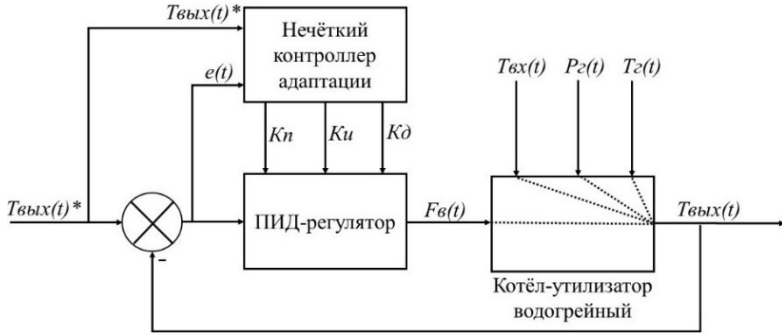 Tвых(t)*
Нечёткий
контроллер
адаптации
e(t)
Tвх(t)
Pг(t)
Tг(t)
Kп
Kи
Kд
Tвых(t)*
ПИД-регулятор
Fв(t)
Tвых(t)
-
Котёл-утилизатор
водогрейный